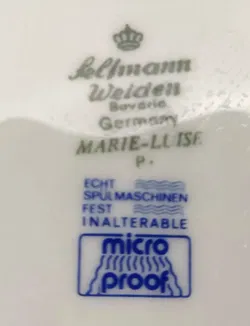 Seltmann
Weiden
Bavaria
Germany
MARIE-LUISE
P.
ECHT
SPÜLMASCHINEN
FEST
INALTERABLE
micro
proof